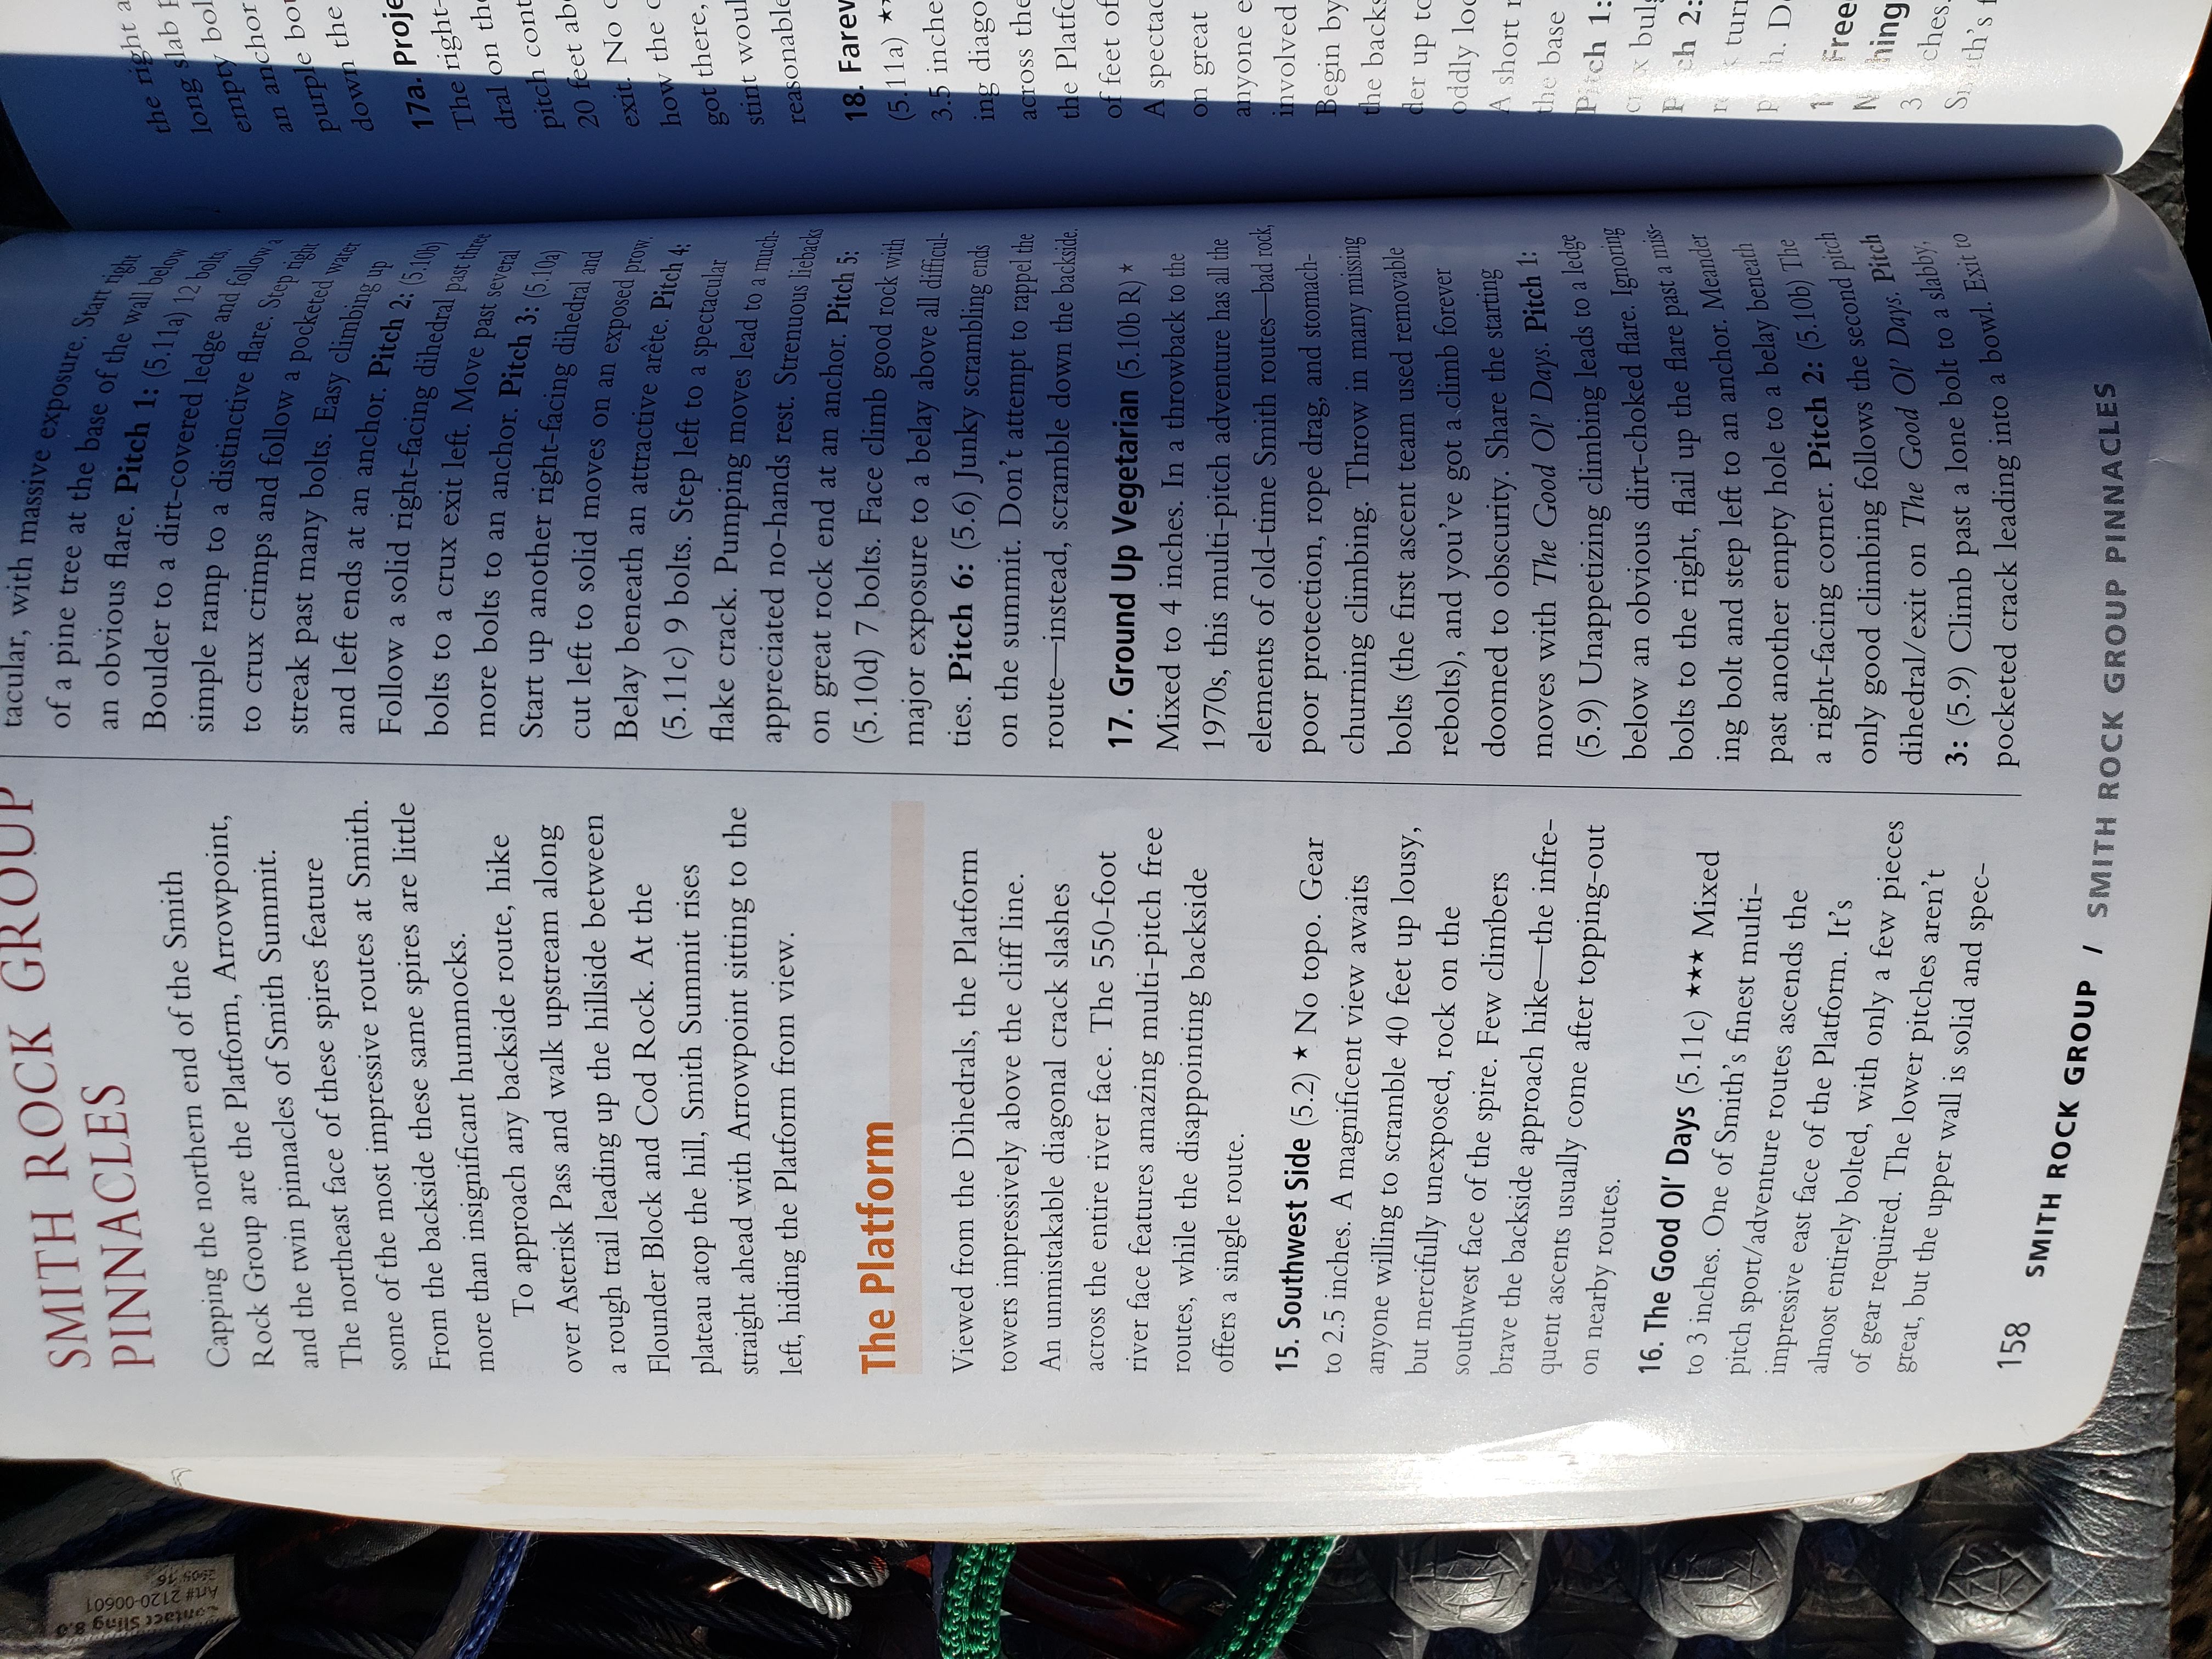 Contact Sling 8.0
Art# 2120-00601
SMITH ROCK GROUP
PINNACLES
Capping the northern end of the Smith
Rock Group are the Platform, Arrowpoint,
and the twin pinnacles of Smith Summit.
The northeast face of these spires feature
some of the most impressive routes at Smith.
From the backside these same spires are little
more than insignificant hummocks.
To approach any backside route, hike
over Asterisk Pass and walk upstream along
a rough trail leading up the hillside between
Flounder Block and Cod Rock. At the
plateau atop the hill, Smith Summit rises
straight ahead with Arrowpoint sitting to the
left, hiding the Platform from view.
The Platform
Viewed from the Dihedrals, the Platform
towers impressively above the cliff line.
An unmistakable diagonal crack slashes
across the entire river face. The 550-foot
river face features amazing multi-pitch free
routes, while the disappointing backside
offers a single route.
15. Southwest Side (5.2) ★ No topo. Gear
to 2.5 inches. A magnificent view awaits
anyone willing to scramble 40 feet up lousy,
but mercifully unexposed, rock on the
southwest face of the spire. Few climbers
brave the backside approach hike—the infre-
quent ascents usually come after topping-out
on nearby routes.
16. The Good Ol' Days (5.11c) ★★★ Mixed
to 3 inches. One of Smith's finest multi-
pitch sport/adventure routes ascends the
impressive east face of the Platform. It's
almost entirely bolted, with only a few pieces
of gear required. The lower pitches aren't
great, but the upper wall is solid and spec-
tacular, with massive exposure. Start right
of a pine tree at the base of the wall below
an obvious flare. Pitch 1: (5.11a) 12 bolts.
Boulder to a dirt-covered ledge and follow a
simple ramp to a distinctive flare. Step right
to crux crimps and follow a pocketed water
streak past many bolts. Easy climbing up
and left ends at an anchor. Pitch 2: (5.10b)
Follow a solid right-facing dihedral past three
bolts to a crux exit left. Move past several
more bolts to an anchor. Pitch 3: (5.10a)
Start up another right-facing dihedral and
cut left to solid moves on an exposed prow.
Belay beneath an attractive arête. Pitch 4:
(5.11c) 9 bolts. Step left to a spectacular
flake crack. Pumping moves lead to a much-
appreciated no-hands rest. Strenuous liebacks
on great rock end at an anchor. Pitch 5:
(5.10d) 7 bolts. Face climb good rock with
major exposure to a belay above all difficul-
ties. Pitch 6: (5.6) Junky scrambling ends
on the summit. Don't attempt to rappel the
route—instead, scramble down the backside.
17. Ground Up Vegetarian (5.10b R) ★
Mixed to 4 inches. In a throwback to the
1970s, this multi-pitch adventure has all the
elements of old-time Smith routes—bad rock,
poor protection, rope drag, and stomach-
churning climbing. Throw in many missing
bolts (the first ascent team used removable
rebolts), and you've got a climb forever
doomed to obscurity. Share the starting
moves with The Good Ol' Days. Pitch 1:
(5.9) Unappetizing climbing leads to a ledge
below an obvious dirt-choked flare. Ignoring
bolts to the right, flail up the flare past a miss-
ing bolt and step left to an anchor. Meander
past another empty hole to a belay beneath
a right-facing corner. Pitch 2: (5.10b) The
only good climbing follows the second pitch
dihedral/exit on The Good Ol' Days. Pitch
3: (5.9) Climb past a lone bolt to a slabby,
pocketed crack leading into a bowl. Exit to
158 SMITH ROCK GROUP / SMITH ROCK GROUP PINNACLES
the right a
long slab
empty bol
an anchor
purple bou
down the
17a. Proje
The right-
dral on the
pitch cont
20 feet abo
exit. No
how the
got there,
stint woul
reasonable
18. Farew
(5.11a) ★
3.5 inche
ing diago
across the
the Platfo
of feet of
A spectac
on great
anyone e
involved
Begin by
the backs
der up to
oddly loc
A short
the base
Pitch 1:
bulg
2:
turn
Free
3